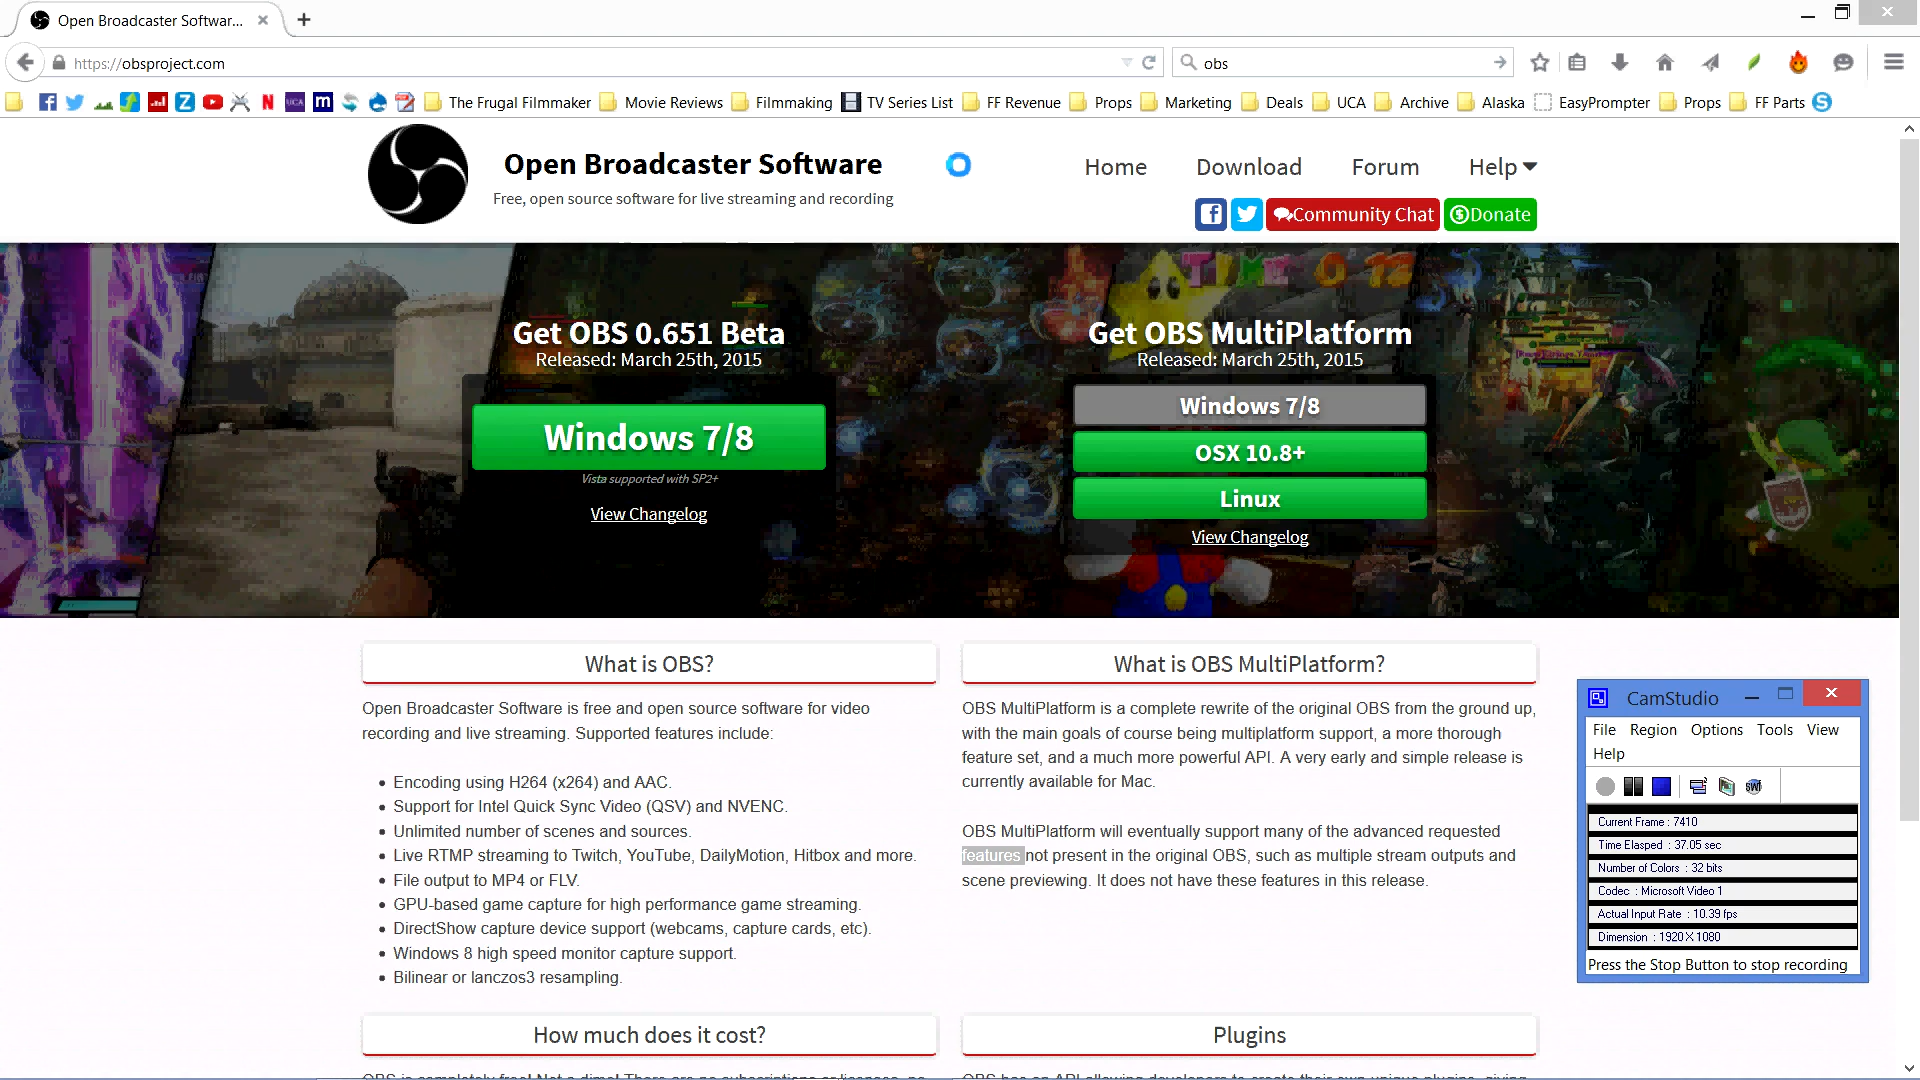 Open Broadcaster Softwar...
https://obsproject.com
obs
The Frugal Filmmaker Movie Reviews Filmmaking TV Series List FF Revenue Props Marketing Deals UCA Archive Alaska EasyPrompter Props FF Parts
Open Broadcaster Software
Free, open source software for live streaming and recording
Home Download Forum Help
Community Chat Donate
TIME 0 12
Get OBS 0.651 Beta
Released: March 25th, 2015
Windows 7/8
Vista supported with SP2+
View Changelog
Get OBS MultiPlatform
Released: March 25th, 2015
Windows 7/8
OSX 10.8+
Linux
View Changelog
What is OBS?
Open Broadcaster Software is free and open source software for video
recording and live streaming. Supported features include:
Encoding using H264 (x264) and AAC.
Support for Intel Quick Sync Video (QSV) and NVENC.
Unlimited number of scenes and sources.
Live RTMP streaming to Twitch, YouTube, DailyMotion, Hitbox and more.
File output to MP4 or FLV.
GPU-based game capture for high performance game streaming.
DirectShow capture device support (webcams, capture cards, etc).
Windows 8 high speed monitor capture support.
Bilinear or lanczos3 resampling.
What is OBS MultiPlatform?
OBS MultiPlatform is a complete rewrite of the original OBS from the ground up,
with the main goals of course being multiplatform support, a more thorough
feature set, and a much more powerful API. A very early and simple release is
currently available for Mac.
OBS MultiPlatform will eventually support many of the advanced requested
features not present in the original OBS, such as multiple stream outputs and
scene previewing. It does not have these features in this release.
CamStudio
File Region Options Tools View
Help
Current Frame : 7410
Time Elasped : 37.05 sec
Number of Colors : 32 bits
Codec : Microsoft Video 1
Actual Input Rate : 10.39 fps
Dimension : 1920 X 1080
Press the Stop Button to stop recording
How much does it cost?
Plugins